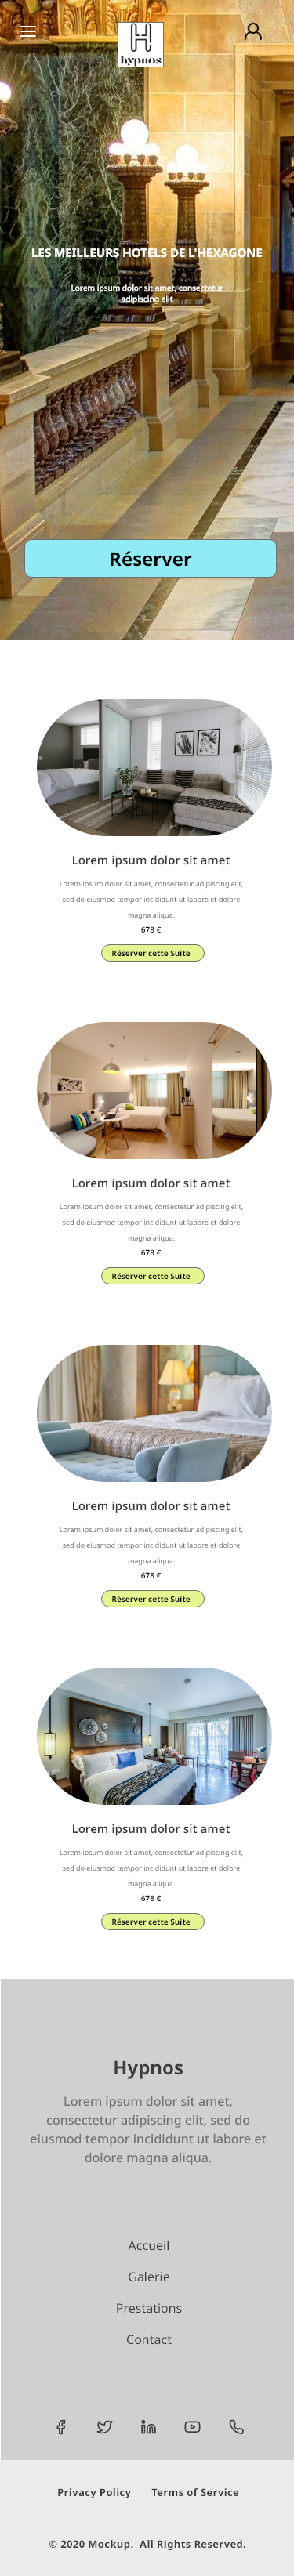 H
hypnos
LES MEILLEURS HOTELS DE L'HEXAGONE
Lorem ipsum dolor sit amet, consectetur
adipiscing elit
Réserver
Lorem ipsum dolor sit amet
Lorem ipsum dolor sit amet, consectetur adipiscing elit,
sed do eiusmod tempor incididunt ut labore et dolore
magna aliqua.
678 €
Réserver cette Suite
Lorem ipsum dolor sit amet
Lorem ipsum dolor sit amet, consectetur adipiscing elit,
sed do eiusmod tempor incididunt ut labore et dolore
magna aliqua.
678 €
Réserver cette Suite
Lorem ipsum dolor sit amet
Lorem ipsum dolor sit amet, consectetur adipiscing elit,
sed do eiusmod tempor incididunt ut labore et dolore
magna aliqua.
678 €
Réserver cette Suite
Lorem ipsum dolor sit amet
Lorem ipsum dolor sit amet, consectetur adipiscing elit,
sed do eiusmod tempor incididunt ut labore et dolore
magna aliqua.
678 €
Réserver cette Suite
Hypnos
Lorem ipsum dolor sit amet,
consectetur adipiscing elit, sed do
eiusmod tempor incididunt ut labore et
dolore magna aliqua.
Accueil
Galerie
Prestations
Contact
Privacy Policy Terms of Service
© 2020 Mockup. All Rights Reserved.